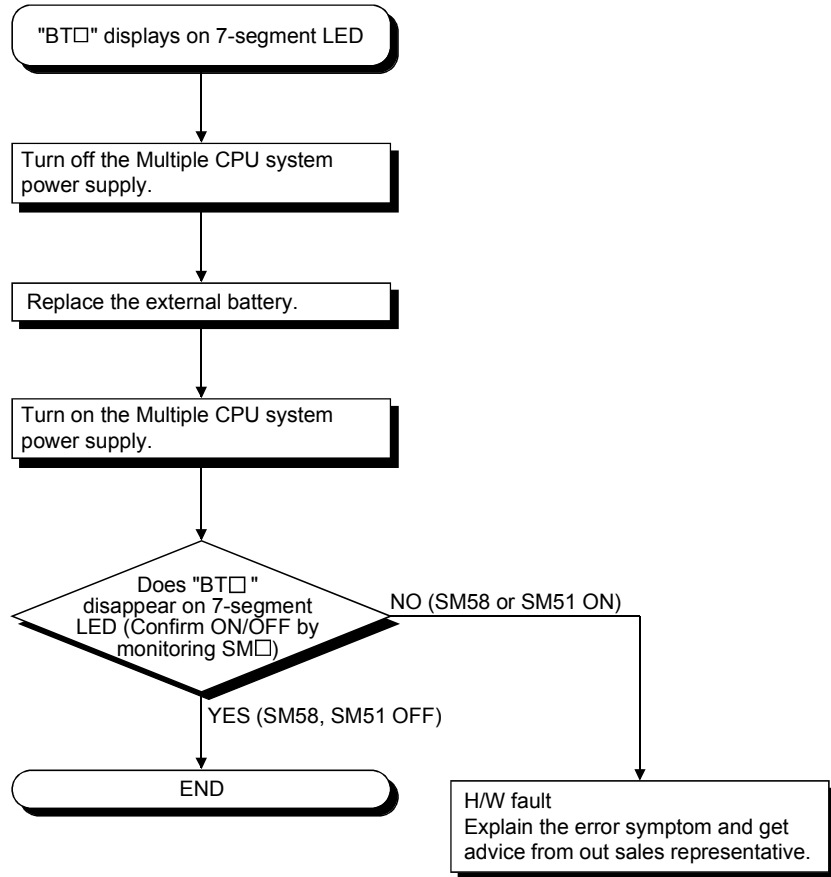 "BT□" displays on 7-segment LED
Turn off the Multiple CPU system
power supply.
Replace the external battery.
Turn on the Multiple CPU system
power supply.
Does "BT□ "
disappear on 7-segment
LED (Confirm ON/OFF by
monitoring SM□)
NO (SM58 or SM51 ON)
YES (SM58, SM51 OFF)
END
H/W fault
Explain the error symptom and get
advice from out sales representative.